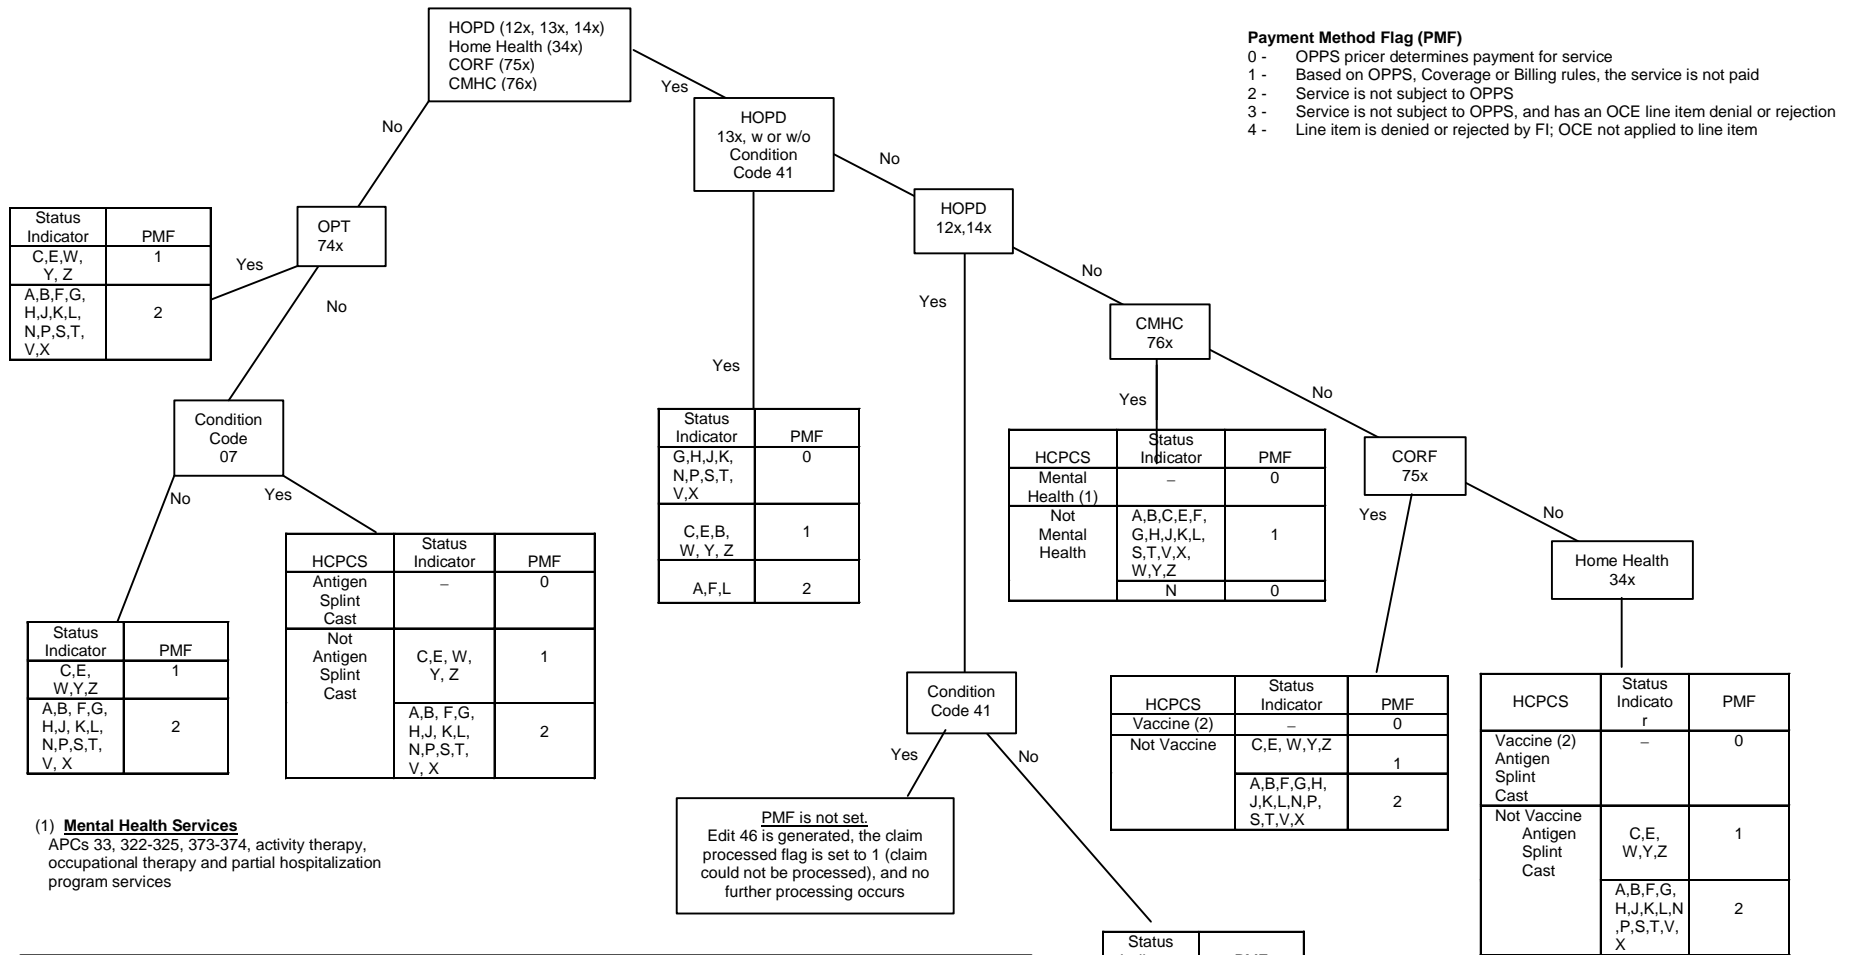 HOPD (12x, 13x, 14x)
Home Health (34x)
CORF (75x)
CMHC (76x)
Payment Method Flag (PMF)
0 - OPPS pricer determines payment for service
1 - Based on OPPS, Coverage or Billing rules, the service is not paid
2 - Service is not subject to OPPS
3 - Service is not subject to OPPS, and has an OCE line item denial or rejection
4 - Line item is denied or rejected by FI; OCE not applied to line item
Yes
No
HOPD
13x, w or w/o
Condition
Code 41
No
HOPD
12x,14x
OPT
74x
Status
Indicator PMF
C,E,W,
Y, Z 1
A,B,F,G,
H,J,K,L,
N,P,S,T,
V,X 2
Yes
No
No
Yes
CMHC
76x
Yes
No
Yes
Condition
Code
07
No
Yes
Status
Indicator PMF
G,H,J,K,
N,P,S,T,
V,X 0
C,E,B,
W, Y, Z 1
A,F,L 2
HCPCS Status
Indicator PMF
Mental
Health (1) – 0
Not
Mental
Health
A,B,C,E,F,
G,H,J,K,L,
S,T,V,X,
W,Y,Z 1
N 0
CORF
75x
Yes
No
Home Health
34x
HCPCS Status
Indicator PMF
Antigen
Splint
Cast – 0
Not
Antigen
Splint
Cast
C,E, W,
Y, Z 1
A,B, F,G,
H,J, K,L,
N,P,S,T,
V, X 2
Status
Indicator PMF
C,E,
W,Y,Z 1
A,B, F,G,
H,J, K,L,
N,P,S,T,
V, X 2
Condition
Code 41
Yes
No
HCPCS Status
Indicator PMF
Vaccine (2) – 0
Not Vaccine C,E, W,Y,Z
1
A,B,F,G,H,
J,K,L,N,P,
S,T,V,X 2
HCPCS Status
Indicato
r PMF
Vaccine (2)
Antigen
Splint
Cast – 0
Not Vaccine
Antigen
Splint
Cast
C,E,
W,Y,Z 1
A,B,F,G,
H,J,K,L,N
,P,S,T,V,
X 2
PMF is not set.
Edit 46 is generated, the claim
processed flag is set to 1 (claim
could not be processed), and no
further processing occurs
(1) Mental Health Services
APCs 33, 322-325, 373-374, activity therapy,
occupational therapy and partial hospitalization
program services
Status